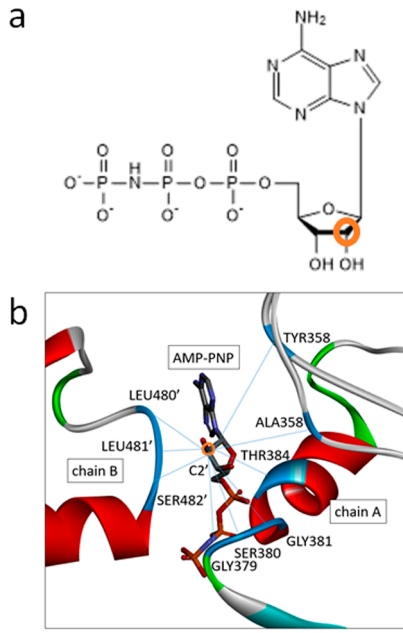 a
NH₂
N
N
N
N
O
O
O
O⁻
P
H
N
P
O
P
O
O
O⁻
O⁻
O⁻
OH
OH
b
TYR358
AMP-PNP
LEU480'
ALA358
LEU481'
THR384
chain B
C2'
SER482'
chain A
GLY381
SER380
GLY379